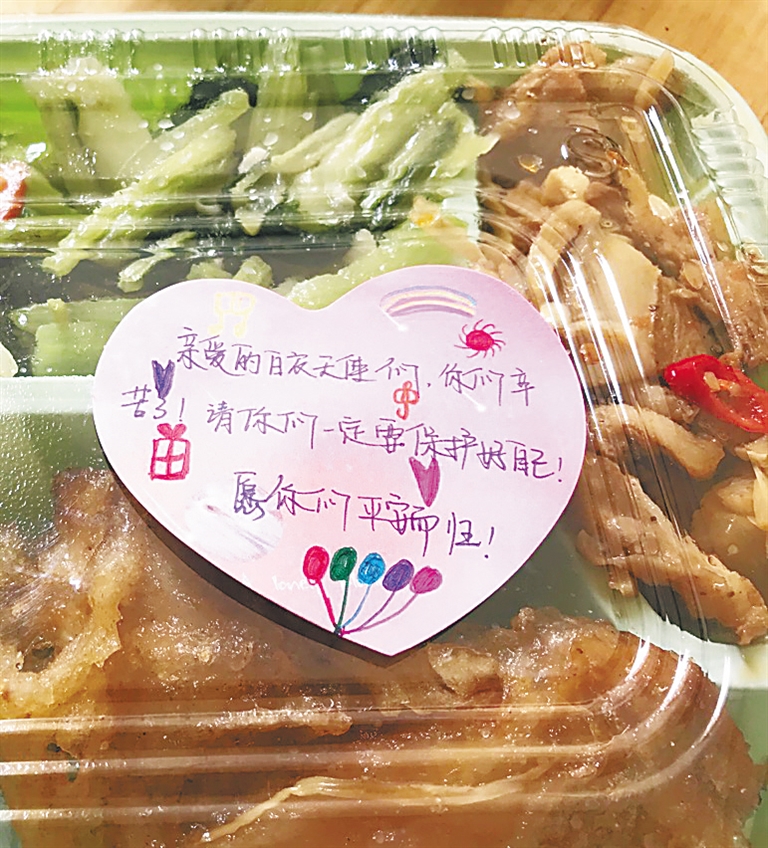 亲爱的白衣天使们，你们辛
苦了！请你们一定要保护好自己！
愿你们平安而归！